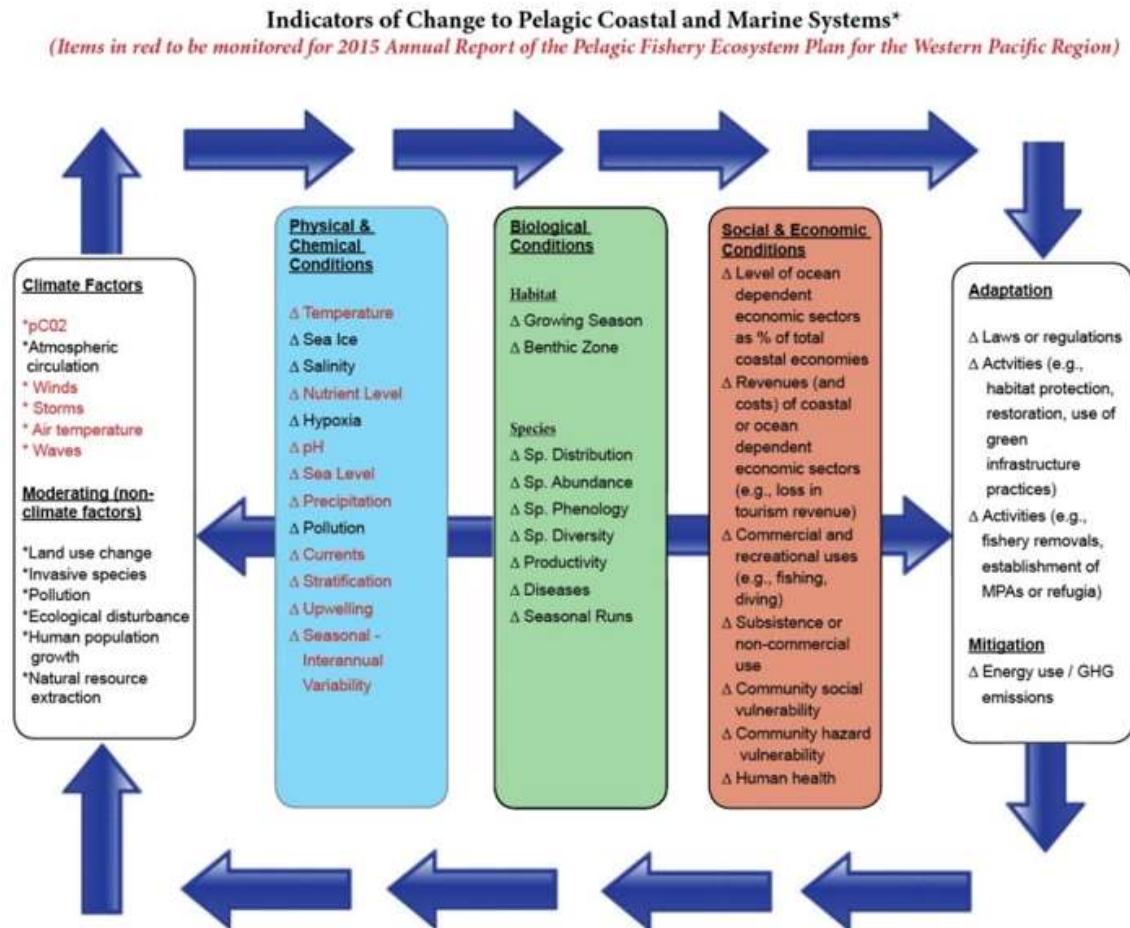 Indicators of Change to Pelagic Coastal and Marine Systems*
(Items in red to be monitored for 2015 Annual Report of the Pelagic Fishery Ecosystem Plan for the Western Pacific Region)
Climate Factors
*pC02
*Atmospheric
circulation
* Winds
* Storms
* Air temperature
* Waves
Moderating (non-
climate factors)
*Land use change
*Invasive species
*Pollution
*Ecological disturbance
*Human population
growth
*Natural resource
extraction
Physical &
Chemical
Conditions
Δ Temperature
Δ Sea Ice
Δ Salinity
Δ Nutrient Level
Δ Hypoxia
Δ pH
Δ Sea Level
Δ Precipitation
Δ Pollution
Δ Currents
Δ Stratification
Δ Upwelling
Δ Seasonal -
Interannual
Variability
Biological
Conditions
Habitat
Δ Growing Season
Δ Benthic Zone
Species
Δ Sp. Distribution
Δ Sp. Abundance
Δ Sp. Phenology
Δ Sp. Diversity
Δ Productivity
Δ Diseases
Δ Seasonal Runs
Social & Economic
Conditions
Δ Level of ocean
dependent
economic sectors
as % of total
coastal economies
Δ Revenues (and
costs) of coastal
or ocean
dependent
economic sectors
(e.g., loss in
tourism revenue)
Δ Commercial and
recreational uses
(e.g., fishing,
diving)
Δ Subsistence or
non-commercial
use
Δ Community social
vulnerability
Δ Community hazard
vulnerability
Δ Human health
Adaptation
Δ Laws or regulations
Δ Actvities (e.g.,
habitat protection,
restoration, use of
green
infrastructure
practices)
Δ Activities (e.g.,
fishery removals,
establishment of
MPAs or refugia)
Mitigation
Δ Energy use / GHG
emissions